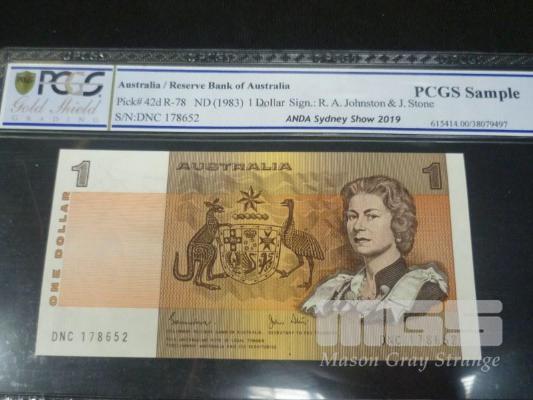 PCGS
Gold Shield
GRADING
Australia / Reserve Bank of Australia
Pick# 42d R-78 ND (1983) 1 Dollar Sign.: R. A. Johnston & J. Stone
S/N:DNC 178652
ANDA Sydney Show 2019
PCGS Sample
615414.00/38079497
1
AUSTRALIA
1
ONE DOLLAR
DNC 178652
DNC 178652
MGS
Mason Gray Strange